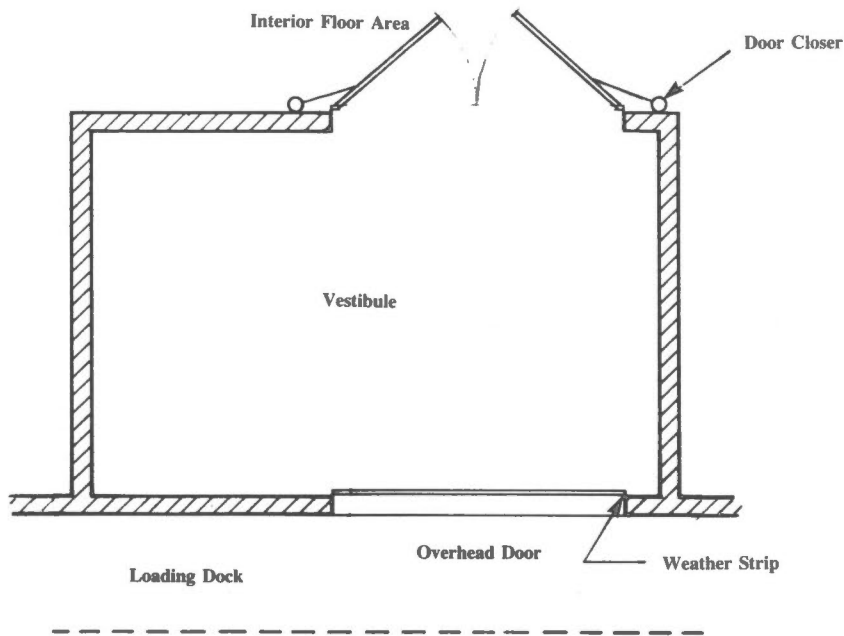 Interior Floor Area
Door Closer
Vestibule
Overhead Door
Weather Strip
Loading Dock